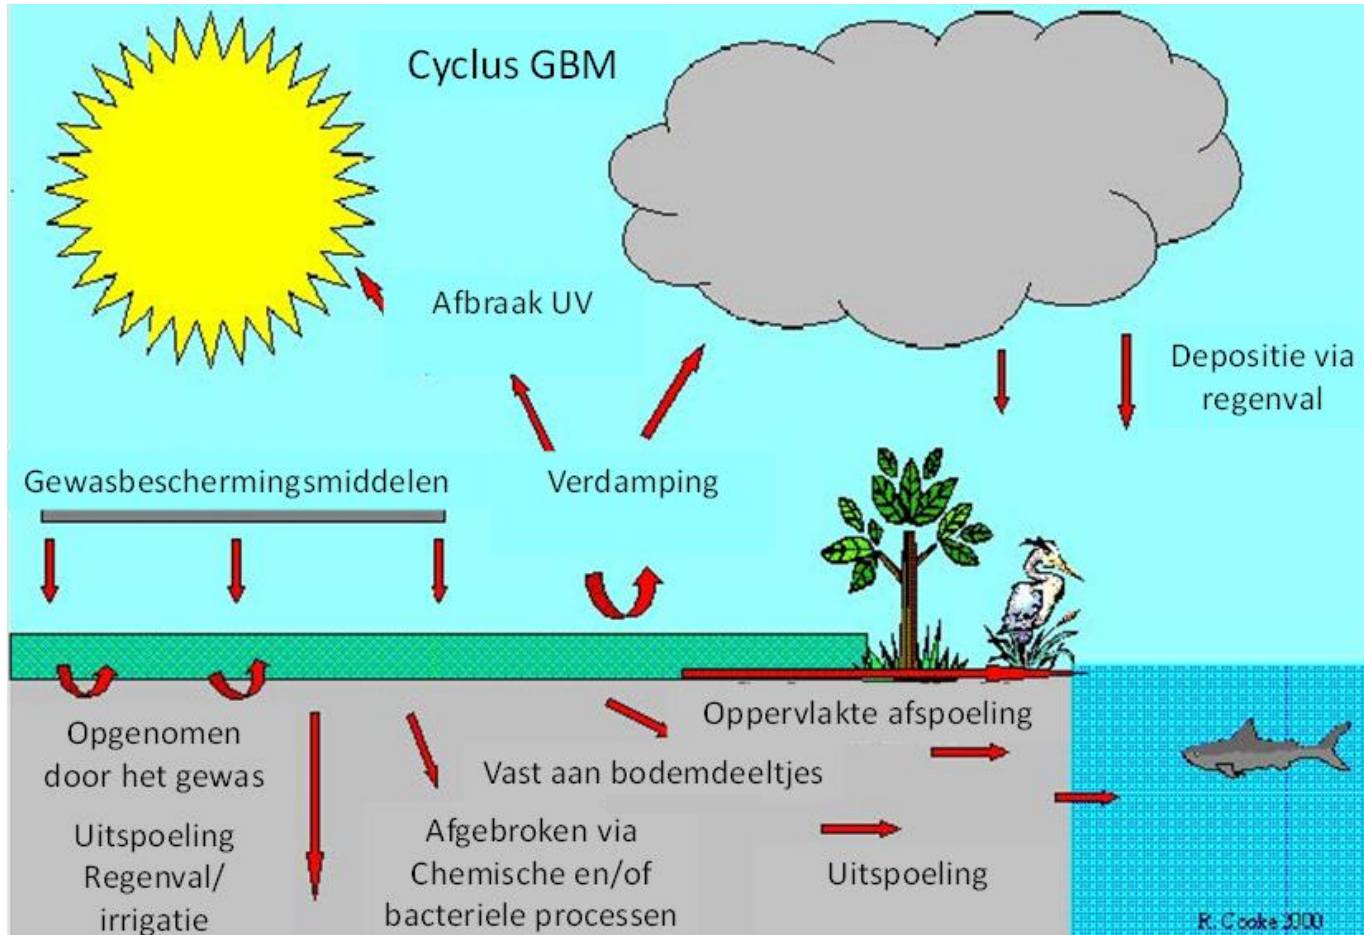 Cyclus GBM
Afbraak UV
Depositie via
regenval
Gewasbeschermingsmiddelen
Verdamping
Oppervlakte afspoeling
Opgenomen
door het gewas
Vast aan bodemdeeltjes
Uitspoeling
Regenval/
irrigatie
Afgebroken via
Chemische en/of
bacteriele processen
Uitspoeling
R. Cooke 2000